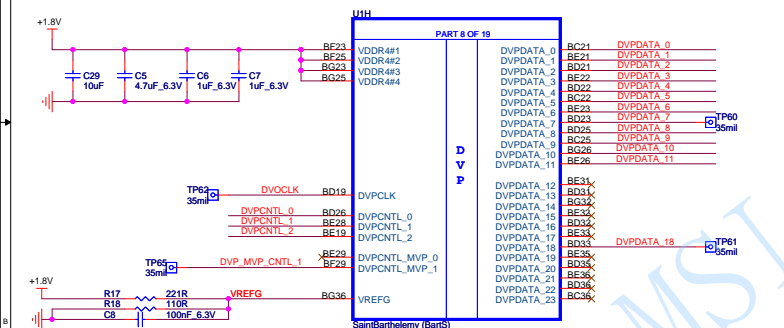 U1H
+1.8V
PART 8 OF 19
BF23 VDDR4#1
BF25 VDDR4#2
BG23 VDDR4#3
BG25 VDDR4#4
C29 10uF
C5 4.7uF_6.3V
C6 1uF_6.3V
C7 1uF_6.3V
DVPDATA_0 BC21 DVPDATA_0
DVPDATA_1 BE21 DVPDATA_1
DVPDATA_2 BD21 DVPDATA_2
DVPDATA_3 BE22 DVPDATA_3
DVPDATA_4 BD22 DVPDATA_4
DVPDATA_5 BC22 DVPDATA_5
DVPDATA_6 BE23 DVPDATA_6
DVPDATA_7 BD23 DVPDATA_7 TP60 35mil
DVPDATA_8 BD25 DVPDATA_8
DVPDATA_9 BC25 DVPDATA_9
DVPDATA_10 BG26 DVPDATA_10
DVPDATA_11 BE26 DVPDATA_11
D
V
P
DVPDATA_12 BE31
DVPDATA_13 BD31
DVPDATA_14 BG32
DVPDATA_15 BE32
DVPDATA_16 BD32
DVPDATA_17 BE33
DVPDATA_18 BD33 DVPDATA_18 TP61 35mil
DVPDATA_19 BE35
DVPDATA_20 BD35
DVPDATA_21 BE36
DVPDATA_22 BD36
DVPDATA_23 BC36
TP62 35mil DVOCLK BD19 DVPCLK
DVPCNTL_0 BD26 DVPCNTL_0
DVPCNTL_1 BE28 DVPCNTL_1
DVPCNTL_2 BE19 DVPCNTL_2
BE29 DVPCNTL_MVP_0
TP65 35mil DVP_MVP_CNTL_1 BF29 DVPCNTL_MVP_1
+1.8V
R17 221R VREFG BG36 VREFG
R18 110R
C8 100nF_6.3V
SaintBarthelemy (BartS)
B
MSI